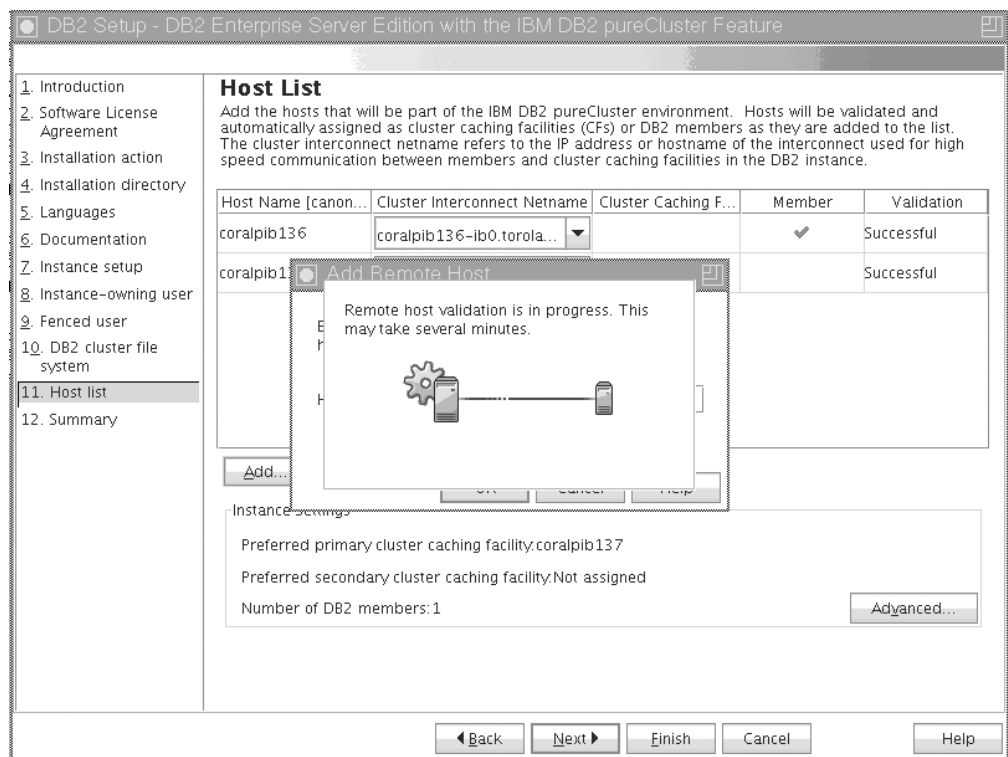 DB2 Setup - DB2 Enterprise Server Edition with the IBM DB2 pureCluster Feature
1. Introduction
2. Software License
Agreement
3. Installation action
4. Installation directory
5. Languages
6. Documentation
7. Instance setup
8. Instance-owning user
9. Fenced user
10. DB2 cluster file
system
11. Host list
12. Summary
Host List
Add the hosts that will be part of the IBM DB2 pureCluster environment. Hosts will be validated and
automatically assigned as cluster caching facilities (CFs) or DB2 members as they are added to the list.
The cluster interconnect netname refers to the IP address or hostname of the interconnect used for high
speed communication between members and cluster caching facilities in the DB2 instance.
Host Name [canon... Cluster Interconnect Netname Cluster Caching F... Member Validation
coralpib136 coralpib136-ib0.torola... Successful
coralpib1 Successful
Add Remote Host
Remote host validation is in progress. This
may take several minutes.
Add...
OK Cancel Help
Instance Settings
Preferred primary cluster caching facility:coralpib137
Preferred secondary cluster caching facility:Not assigned
Number of DB2 members:1
Advanced...
Back Next Finish Cancel Help